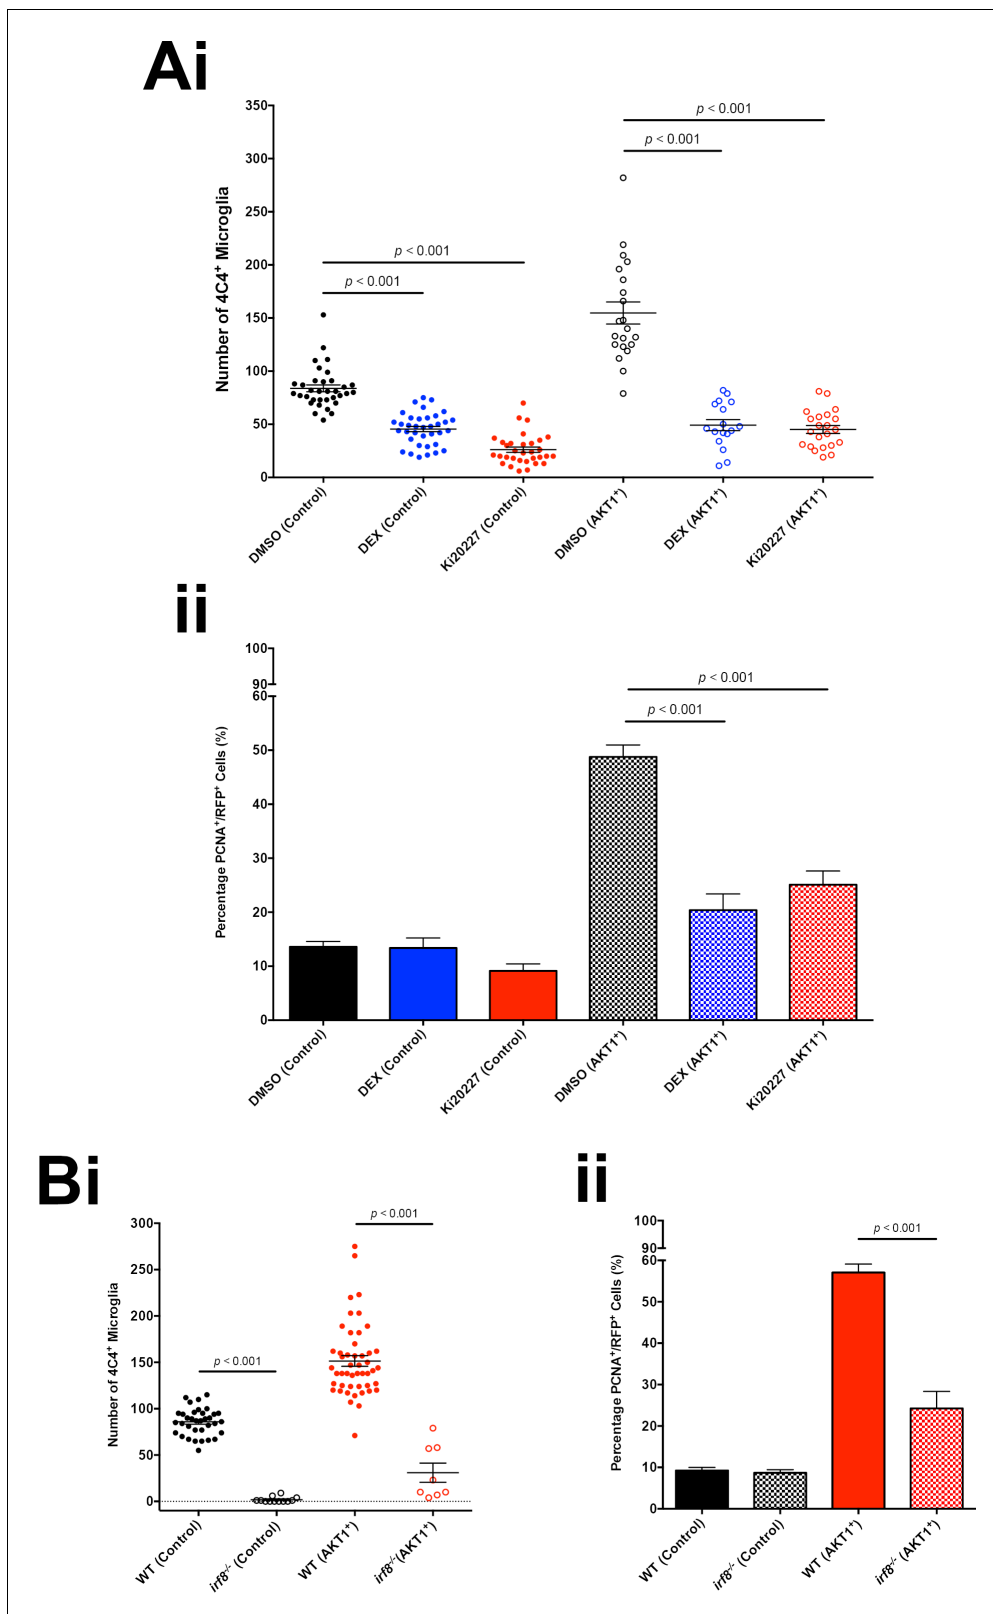 Ai
350
300
250
200
150
100
50
0
Number of 4C4⁺ Microglia
p < 0.001
p < 0.001
p < 0.001
p < 0.001
DMSO (Control)
DEX (Control)
Ki20227 (Control)
DMSO (AKT1⁺)
DEX (AKT1⁺)
Ki20227 (AKT1⁺)
ii
100
90
60
50
40
30
20
10
0
Percentage PCNA⁺/RFP⁺ Cells (%)
p < 0.001
p < 0.001
DMSO (Control)
DEX (Control)
Ki20227 (Control)
DMSO (AKT1⁺)
DEX (AKT1⁺)
Ki20227 (AKT1⁺)
Bi
300
250
200
150
100
50
0
Number of 4C4⁺ Microglia
p < 0.001
p < 0.001
WT (Control)
irf8⁻/⁻ (Control)
WT (AKT1⁺)
irf8⁻/⁻(AKT1⁺)
ii
100
90
60
50
40
30
20
10
0
Percentage PCNA⁺/RFP⁺ Cells (%)
p < 0.001
WT (Control)
irf8⁻/⁻ (Control)
WT (AKT1⁺)
irf8⁻/⁻ (AKT1⁺)